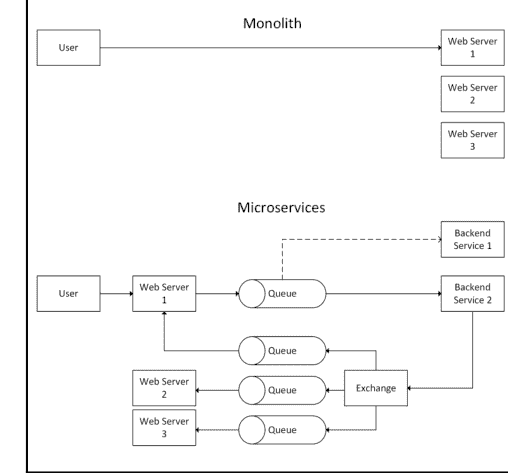 Monolith
User
Web Server
1
Web Server
2
Web Server
3
Microservices
Backend
Service 1
User
Web Server
1
Queue
Backend
Service 2
Queue
Web Server
2
Queue
Exchange
Web Server
3
Queue